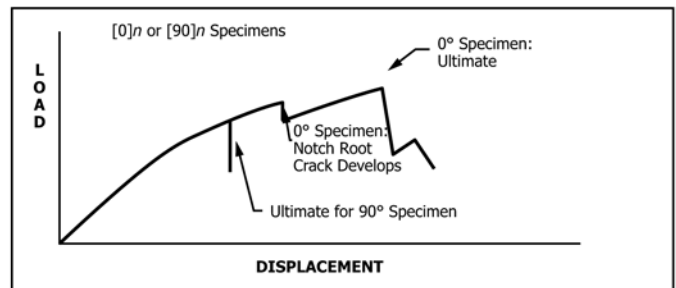 [0]n or [90]n Specimens
0° Specimen:
Ultimate
L
O
A
D
0° Specimen:
Notch Root
Crack Develops
Ultimate for 90° Specimen
DISPLACEMENT